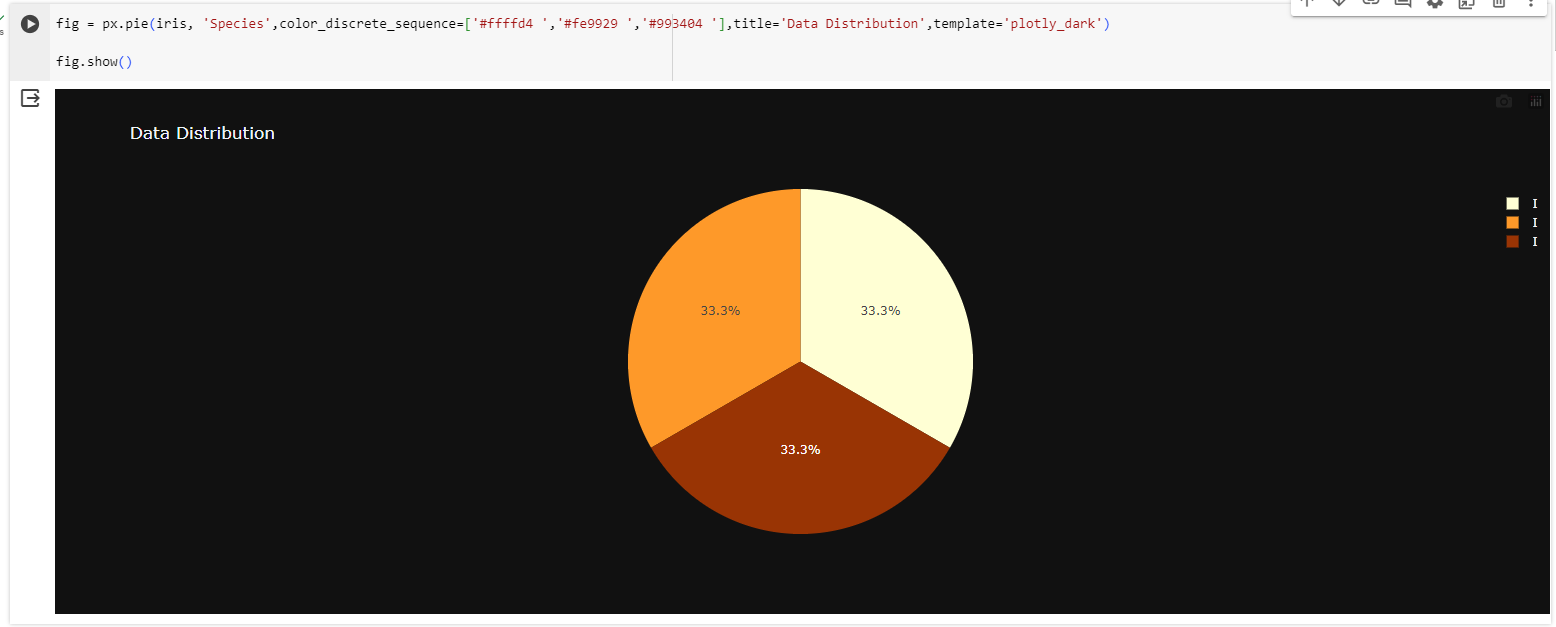 fig = px.pie(iris, 'Species',color_discrete_sequence=['#ffffd4 ','#fe9929 ','#993404 '],title='Data Distribution',template='plotly_dark')
fig.show()
Data Distribution
I
I
I
33.3%
33.3%
33.3%